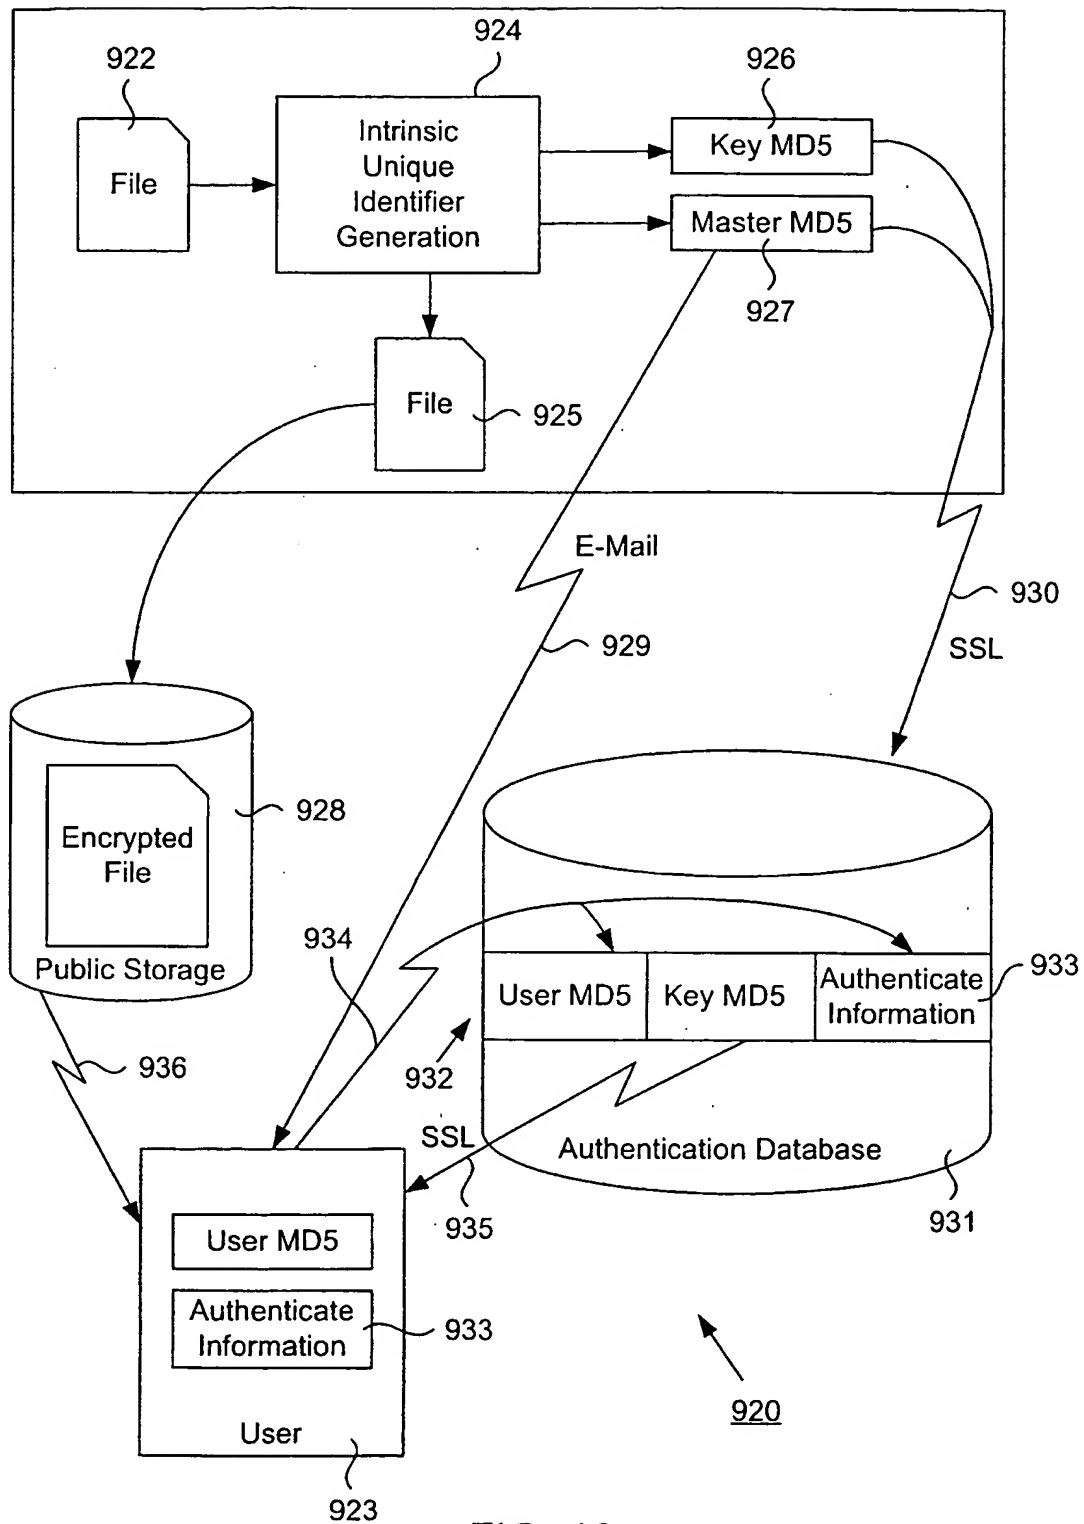 924
922
926
Intrinsic
Unique
Identifier
Generation
File
Key MD5
Master MD5
927
File
925
E-Mail
930
929
SSL
928
Encrypted
File
Public Storage
934
User MD5
Key MD5
Authenticate
Information
933
932
936
SSL
Authentication Database
935
931
User MD5
Authenticate
Information
933
User
920
923